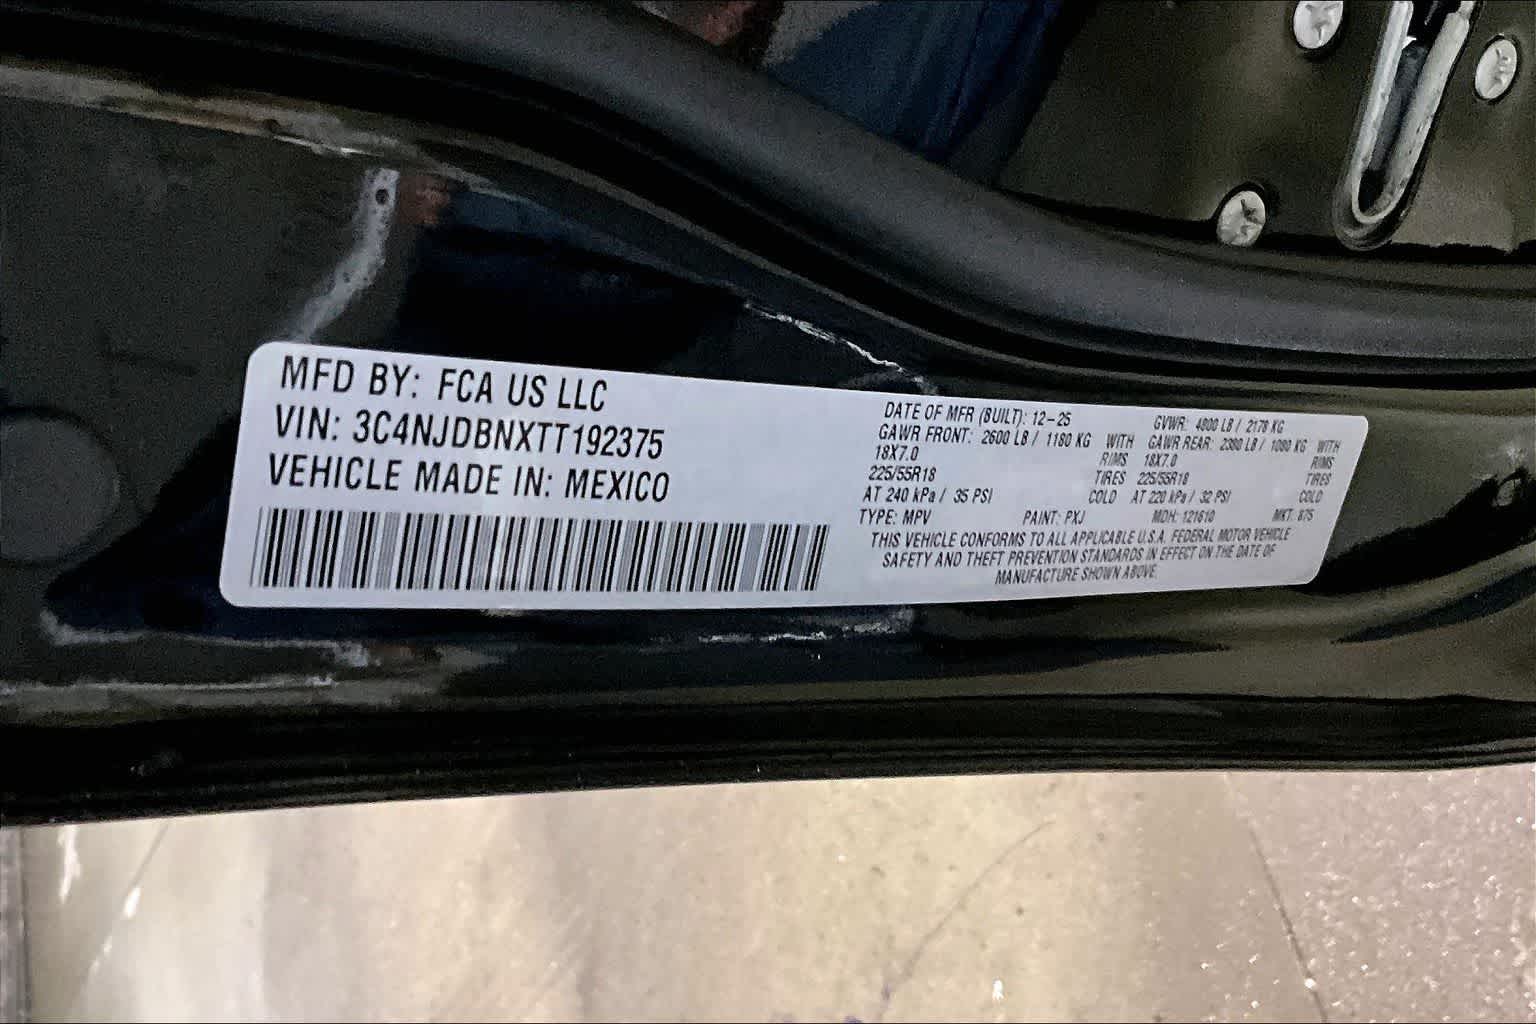 MFD BY: FCA US LLC
VIN: 3C4NJDBNXTT192375
VEHICLE MADE IN: MEXICO
DATE OF MFR (BUILT): 12-25 GVWR: 4800 LB / 2178 KG
GAWR FRONT: 2600 LB / 1180 KG WITH GAWR REAR: 2380 LB / 1080 KG WITH
18X7.0 RIMS 18X7.0 RIMS
225/55R18 TIRES 225/55R18 TIRES
AT 240 kPa / 35 PSI COLD AT 220 kPa / 32 PSI COLD
TYPE: MPV PAINT: PXJ MDH: 121610 MKT: 875
THIS VEHICLE CONFORMS TO ALL APPLICABLE U.S.A. FEDERAL MOTOR VEHICLE
SAFETY AND THEFT PREVENTION STANDARDS IN EFFECT ON THE DATE OF
MANUFACTURE SHOWN ABOVE.